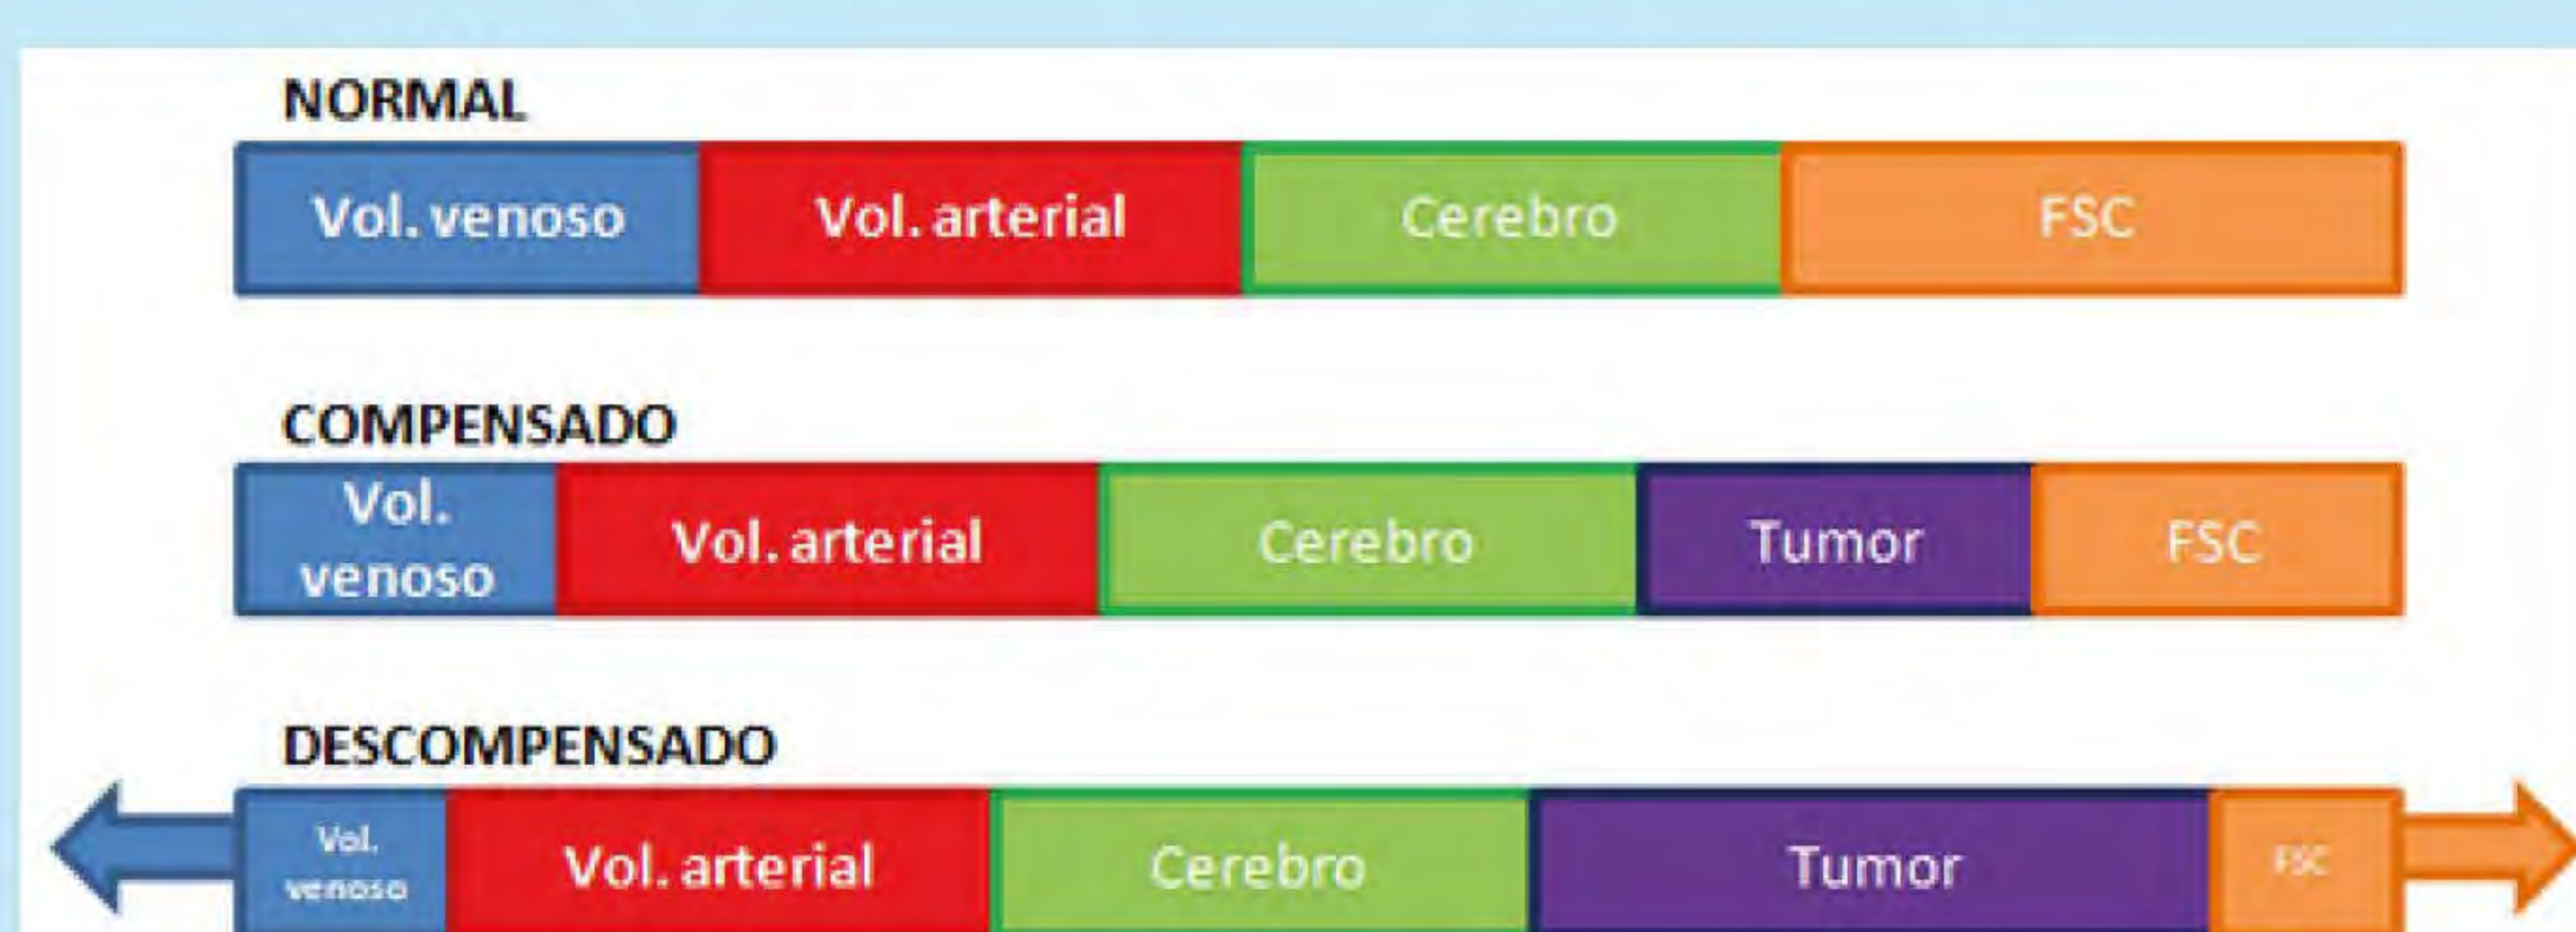 NORMAL
Vol. venoso
Vol. arterial
Cerebro
FSC
COMPENSADO
Vol.
venoso
Vol. arterial
Cerebro
Tumor
FSC
DESCOMPENSADO
Vol.
venoso
Vol. arterial
Cerebro
Tumor
FSC